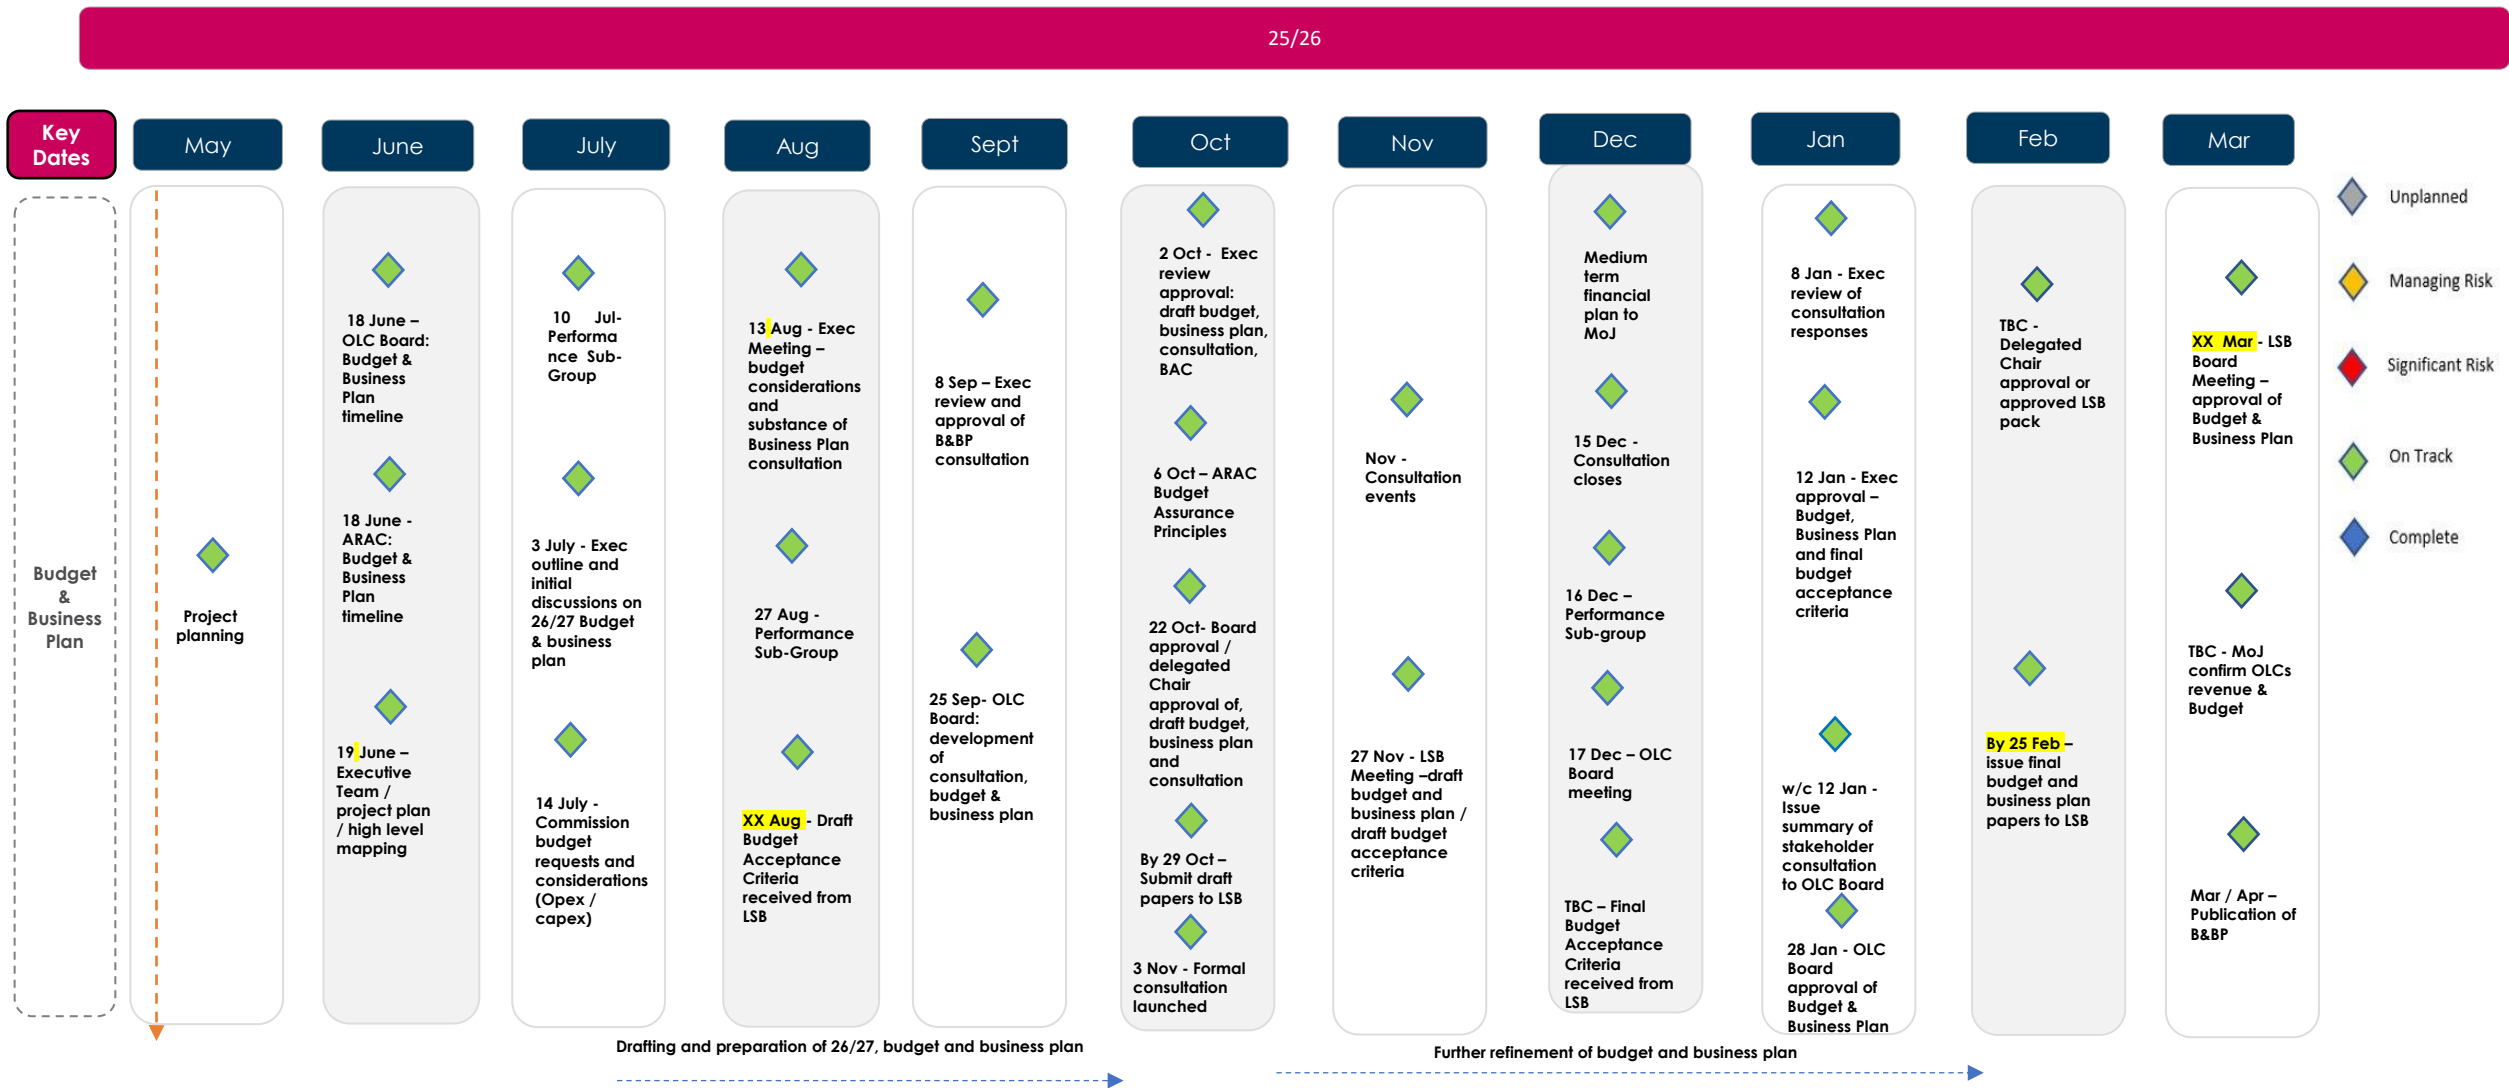 25/26
Key
Dates
May
June
July
Aug
Sept
Oct
Nov
Dec
Jan
Feb
Mar
Budget
&
Business
Plan
Project
planning
18 June –
OLC Board:
Budget &
Business
Plan
timeline
18 June -
ARAC:
Budget &
Business
Plan
timeline
19 June –
Executive
Team /
project plan
/ high level
mapping
10 Jul-
Performa
nce Sub-
Group
3 July - Exec
outline and
initial
discussions on
26/27 Budget
& business
plan
14 July -
Commission
budget
requests and
considerations
(Opex /
capex)
13 Aug - Exec
Meeting –
budget
considerations
and
substance of
Business Plan
consultation
27 Aug -
Performance
Sub-Group
XX Aug - Draft
Budget
Acceptance
Criteria
received from
LSB
8 Sep – Exec
review and
approval of
B&BP
consultation
25 Sep- OLC
Board:
development
of
consultation,
budget &
business plan
2 Oct - Exec
review
approval:
draft budget,
business plan,
consultation,
BAC
6 Oct – ARAC
Budget
Assurance
Principles
22 Oct- Board
approval /
delegated
Chair
approval of,
draft budget,
business plan
and
consultation
By 29 Oct –
Submit draft
papers to LSB
3 Nov - Formal
consultation
launched
Nov -
Consultation
events
27 Nov - LSB
Meeting –draft
budget and
business plan /
draft budget
acceptance
criteria
Medium
term
financial
plan to
MoJ
15 Dec -
Consultation
closes
16 Dec –
Performance
Sub-group
17 Dec – OLC
Board
meeting
TBC – Final
Budget
Acceptance
Criteria
received from
LSB
8 Jan - Exec
review of
consultation
responses
12 Jan - Exec
approval –
Budget,
Business Plan
and final
budget
acceptance
criteria
w/c 12 Jan -
Issue
summary of
stakeholder
consultation
to OLC Board
28 Jan - OLC
Board
approval of
Budget &
Business Plan
TBC -
Delegated
Chair
approval or
approved LSB
pack
By 25 Feb –
issue final
budget and
business plan
papers to LSB
XX Mar - LSB
Board
Meeting –
approval of
Budget &
Business Plan
TBC - MoJ
confirm OLCs
revenue &
Budget
Mar / Apr –
Publication of
B&BP
Unplanned
Managing Risk
Significant Risk
On Track
Complete
Drafting and preparation of 26/27, budget and business plan
Further refinement of budget and business plan